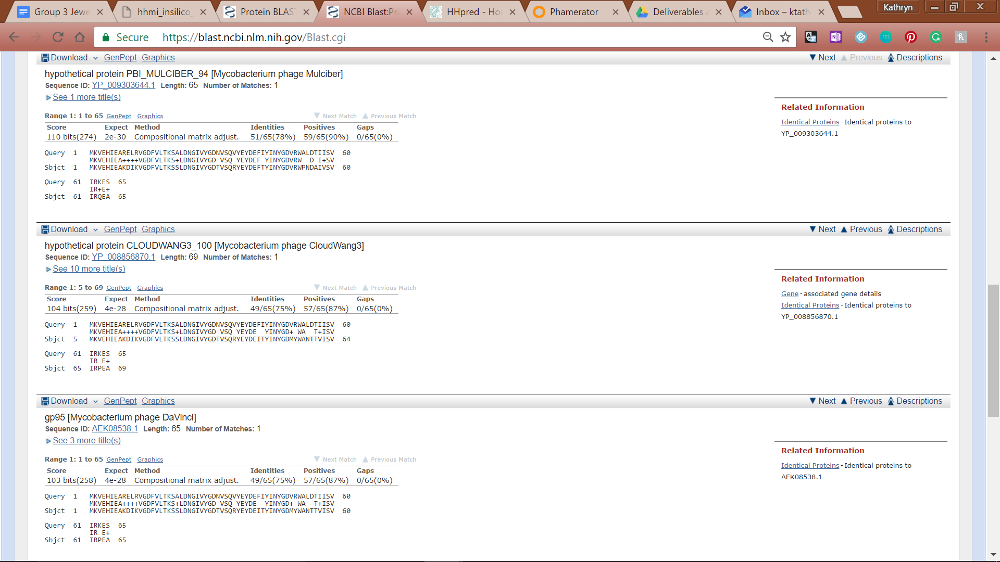 Group 3 Jewe
hhmi_insilico_
Protein BLAST
NCBI Blast:Pr
HHpred - Ho
Phamerator
Deliverables a
Inbox – ktath
Kathryn
Secure https://blast.ncbi.nlm.nih.gov/Blast.cgi
Download GenPept Graphics Next Previous Descriptions
hypothetical protein PBI_MULCIBER_94 [Mycobacterium phage Mulciber]
Sequence ID: YP_009303644.1 Length: 65 Number of Matches: 1
See 1 more title(s)
Related Information
Identical Proteins - Identical proteins to
YP_009303644.1
Range 1: 1 to 65 GenPept Graphics Next Match Previous Match
Score Expect Method Identities Positives Gaps
110 bits(274) 2e-30 Compositional matrix adjust. 51/65(78%) 59/65(90%) 0/65(0%)
Query 1 MKVEHIEARELRVGDFVLTKSALDNGIVYGDNVSQVYEYDEFIYINYGDVRWALDTIISV 60
MKVEHIEA++++VGDFVLTKS+LDNGIVYGD VSQ YEYDEF YINYGDVRW  D I+SV
Sbjct 1 MKVEHIEAKDIKVGDFVLTKSSLDNGIVYGDTVSQRYEYDEFTYINYGDVRWPNDAIVSV 60
Query 61 IRKES 65
IR+E+
Sbjct 61 IRQEA 65
Download GenPept Graphics Next Previous Descriptions
hypothetical protein CLOUDWANG3_100 [Mycobacterium phage CloudWang3]
Sequence ID: YP_008856870.1 Length: 69 Number of Matches: 1
See 10 more title(s)
Related Information
Gene - associated gene details
Identical Proteins - Identical proteins to
YP_008856870.1
Range 1: 5 to 69 GenPept Graphics Next Match Previous Match
Score Expect Method Identities Positives Gaps
104 bits(259) 4e-28 Compositional matrix adjust. 49/65(75%) 57/65(87%) 0/65(0%)
Query 1 MKVEHIEARELRVGDFVLTKSALDNGIVYGDNVSQVYEYDEFIYINYGDVRWALDTIISV 60
MKVEHIEA++++VGDFVLTKS+LDNGIVYGD VSQ YEYDE  YINYGD+ WA  T+ISV
Sbjct 5 MKVEHIEAKDIKVGDFVLTKSSLDNGIVYGDTVSQRYEYDEITYINYGDMYWANTTVISV 64
Query 61 IRKES 65
IR E+
Sbjct 65 IRPEA 69
Download GenPept Graphics Next Previous Descriptions
gp95 [Mycobacterium phage DaVinci]
Sequence ID: AEK08538.1 Length: 65 Number of Matches: 1
See 3 more title(s)
Related Information
Identical Proteins - Identical proteins to
AEK08538.1
Range 1: 1 to 65 GenPept Graphics Next Match Previous Match
Score Expect Method Identities Positives Gaps
103 bits(258) 4e-28 Compositional matrix adjust. 49/65(75%) 57/65(87%) 0/65(0%)
Query 1 MKVEHIEARELRVGDFVLTKSALDNGIVYGDNVSQVYEYDEFIYINYGDVRWALDTIISV 60
MKVEHIEA++++VGDFVLTKS+LDNGIVYGD VSQ YEYDE  YINYGD+ WA  T+ISV
Sbjct 1 MKVEHIEAKDIKVGDFVLTKSSLDNGIVYGDTVSQRYEYDEITYINYGDMYWANTTVISV 60
Query 61 IRKES 65
IR E+
Sbjct 61 IRPEA 65